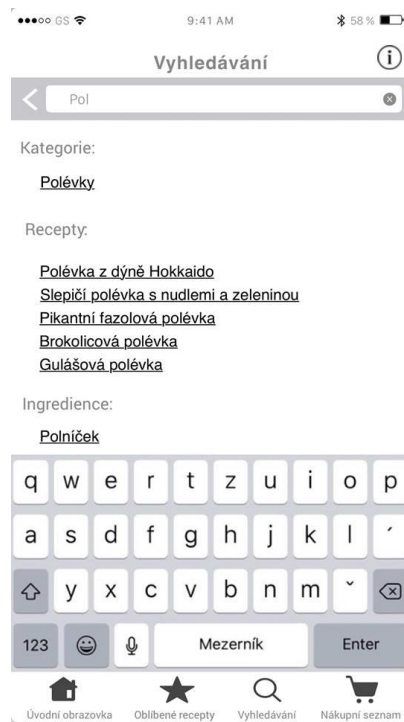 GS 9:41 AM 58 %
Vyhledávání
Pol
Kategorie:
Polévky
Recepty:
Polévka z dýně Hokkaido
Slepičí polévka s nudlemi a zeleninou
Pikantní fazolová polévka
Brokolicová polévka
Gulášová polévka
Ingredience:
Polníček
q w e r t z u i o p
a s d f g h j k l ´
y x c v b n m ˇ
123 Mezerník Enter
Úvodní obrazovka Oblíbené recepty Vyhledávání Nákupní seznam